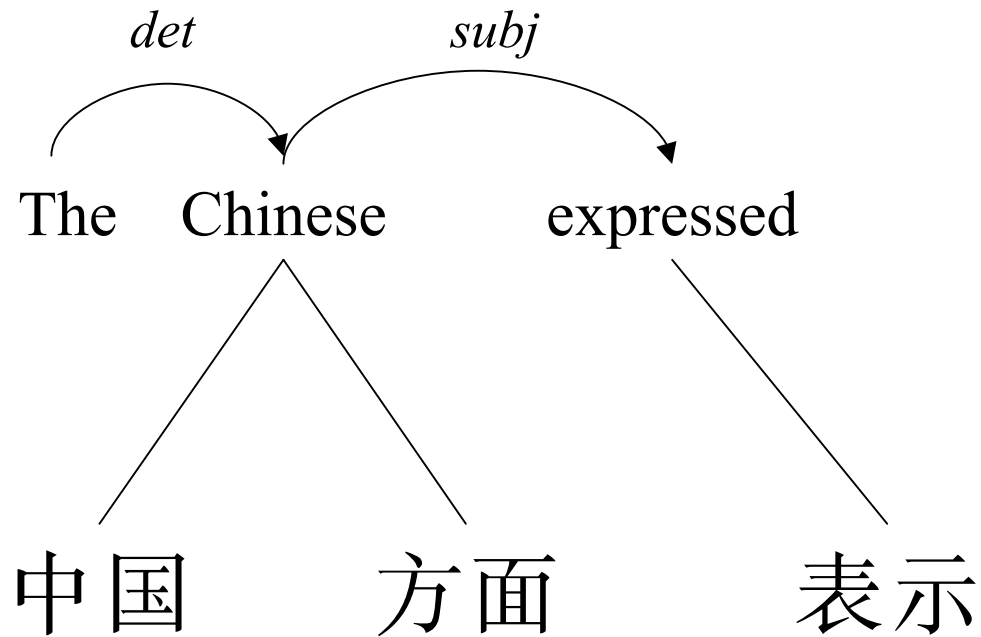 det subj
The Chinese expressed
中国 方面 表示